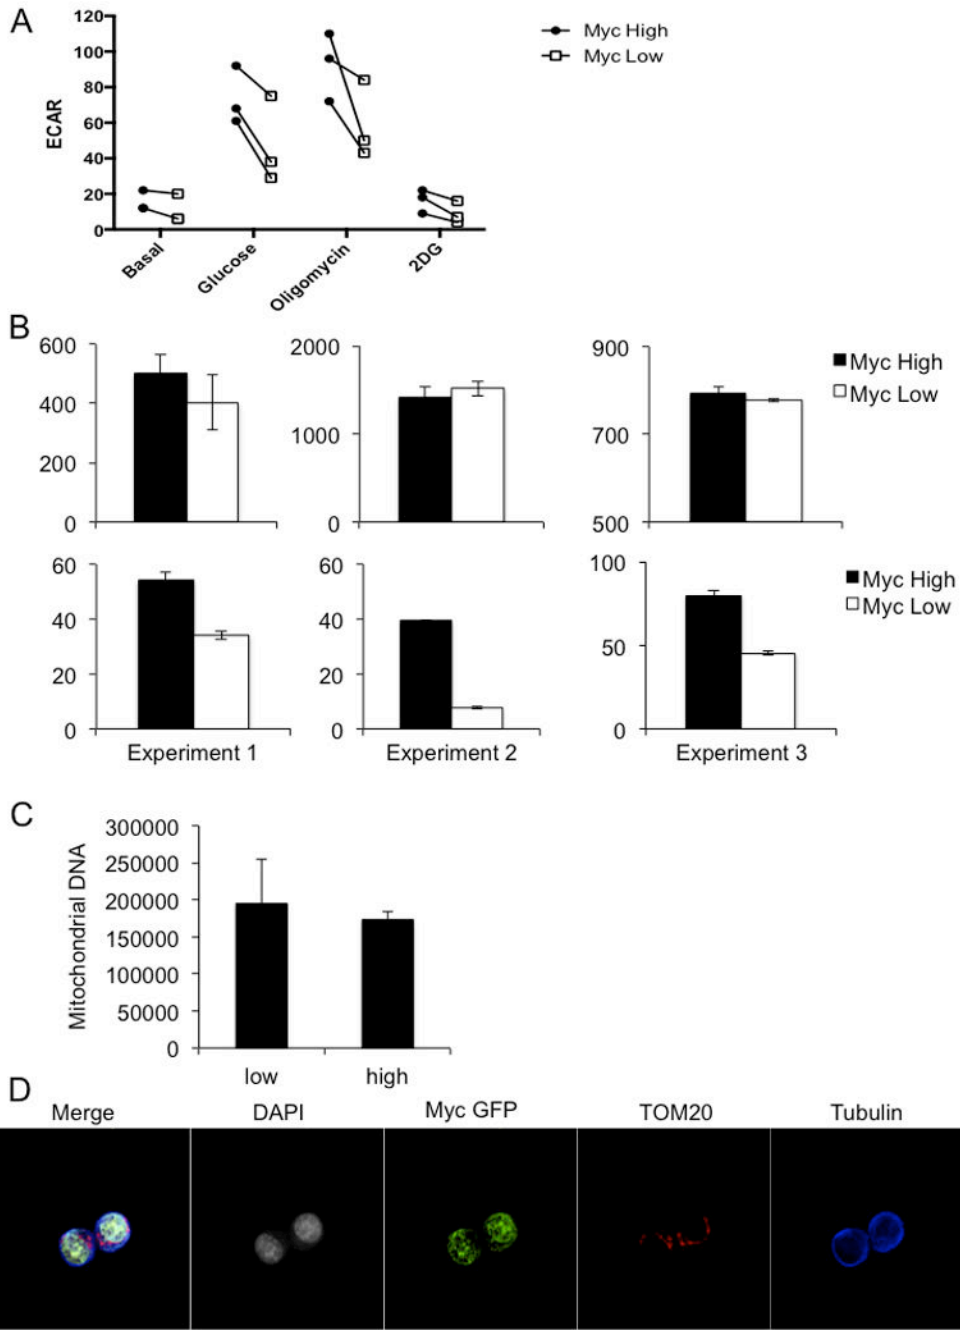 A
120
100
80
60
40
20
0
ECAR
Basal
Glucose
Oligomycin
2DG
Myc High
Myc Low
B
600
400
200
0
2000
1000
0
900
700
500
Myc High
Myc Low
60
40
20
0
Experiment 1
60
40
20
0
Experiment 2
100
50
0
Experiment 3
Myc High
Myc Low
C
300000
250000
200000
150000
100000
50000
0
Mitochondrial DNA
low
high
D
Merge
DAPI
Myc GFP
TOM20
Tubulin